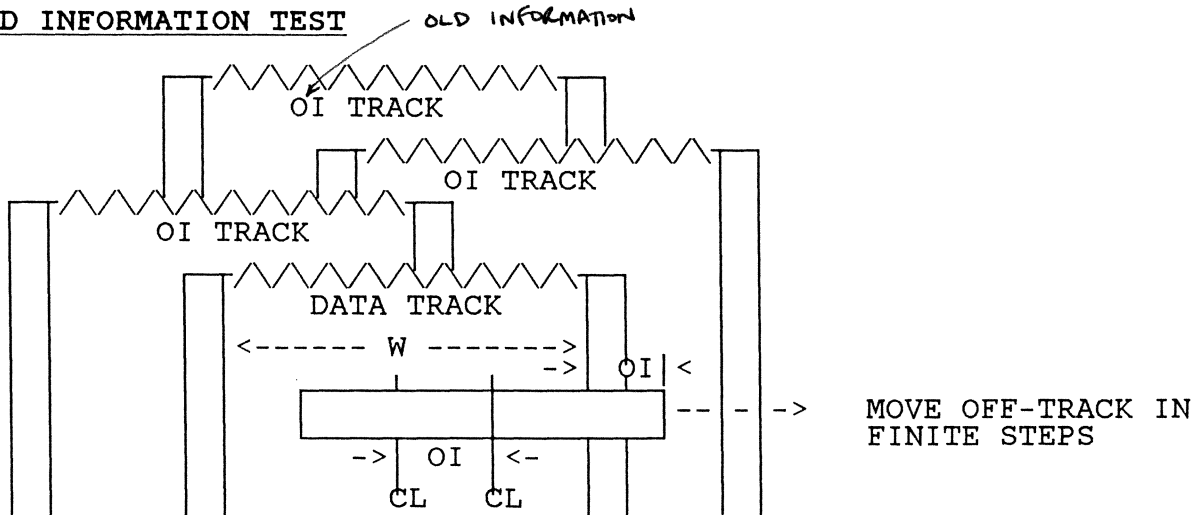 D INFORMATION TEST
OLD INFORMATION
OI TRACK
OI TRACK
OI TRACK
DATA TRACK
<------ W ------->
-> OI|<
-- - -> MOVE OFF-TRACK IN
FINITE STEPS
-> OI <-
CL CL